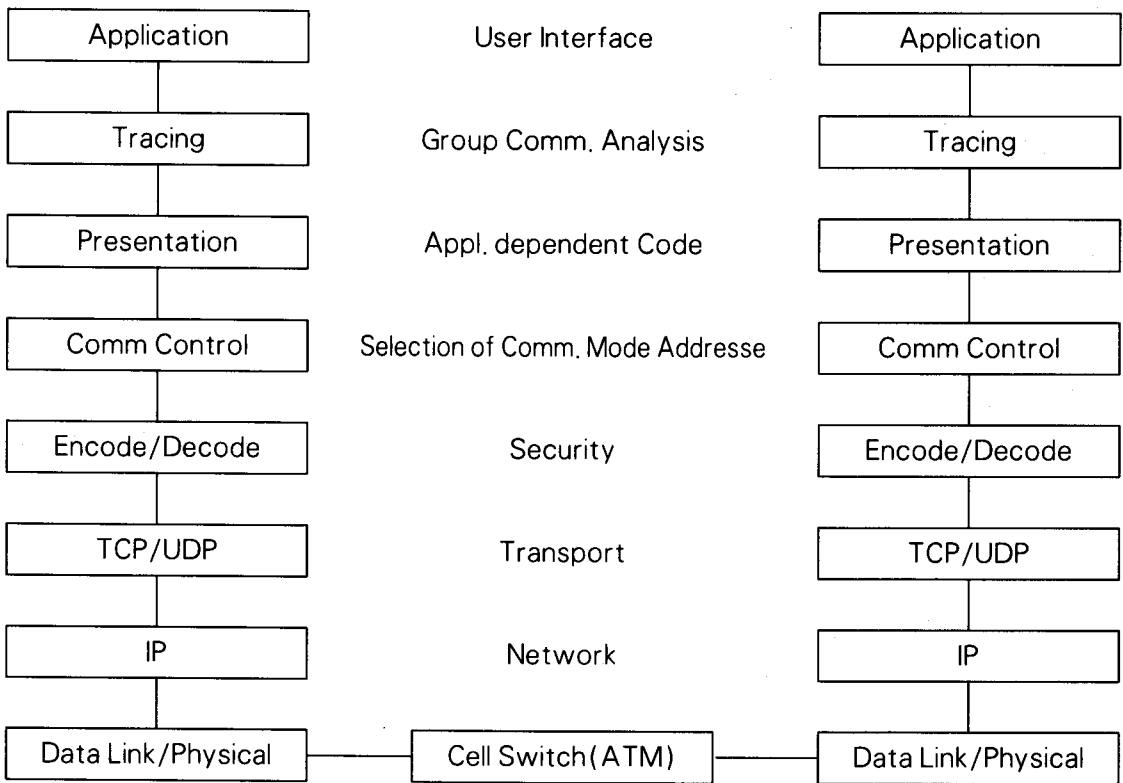 Application User Interface Application
Tracing Group Comm. Analysis Tracing
Presentation Appl. dependent Code Presentation
Comm Control Selection of Comm. Mode Addresse Comm Control
Encode/Decode Security Encode/Decode
TCP/UDP Transport TCP/UDP
IP Network IP
Data Link/Physical Cell Switch(ATM) Data Link/Physical